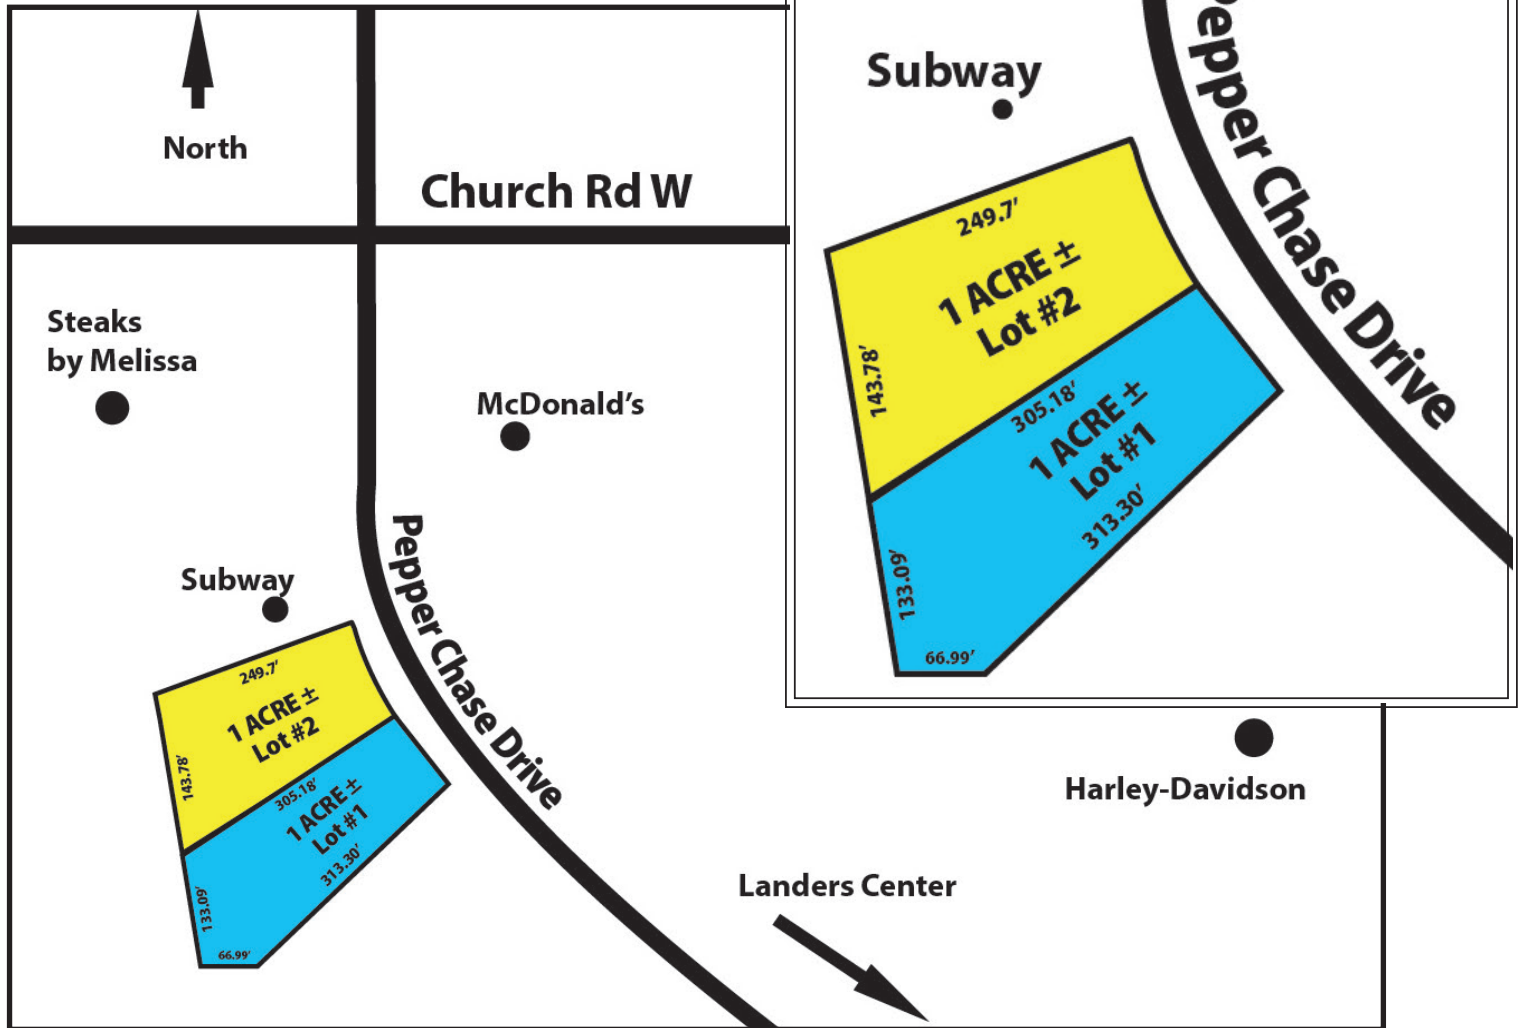 North
Church Rd W
Steaks
by Melissa
McDonald's
Subway
Pepper Chase Drive
249.7'
1 ACRE ±
Lot #2
143.78'
305.18'
1 ACRE ±
Lot #1
313.30'
133.09'
66.99'
Subway
Pepper Chase Drive
249.7'
1 ACRE ±
Lot #2
143.78'
305.18'
1 ACRE ±
Lot #1
313.30'
133.09'
66.99'
Harley-Davidson
Landers Center